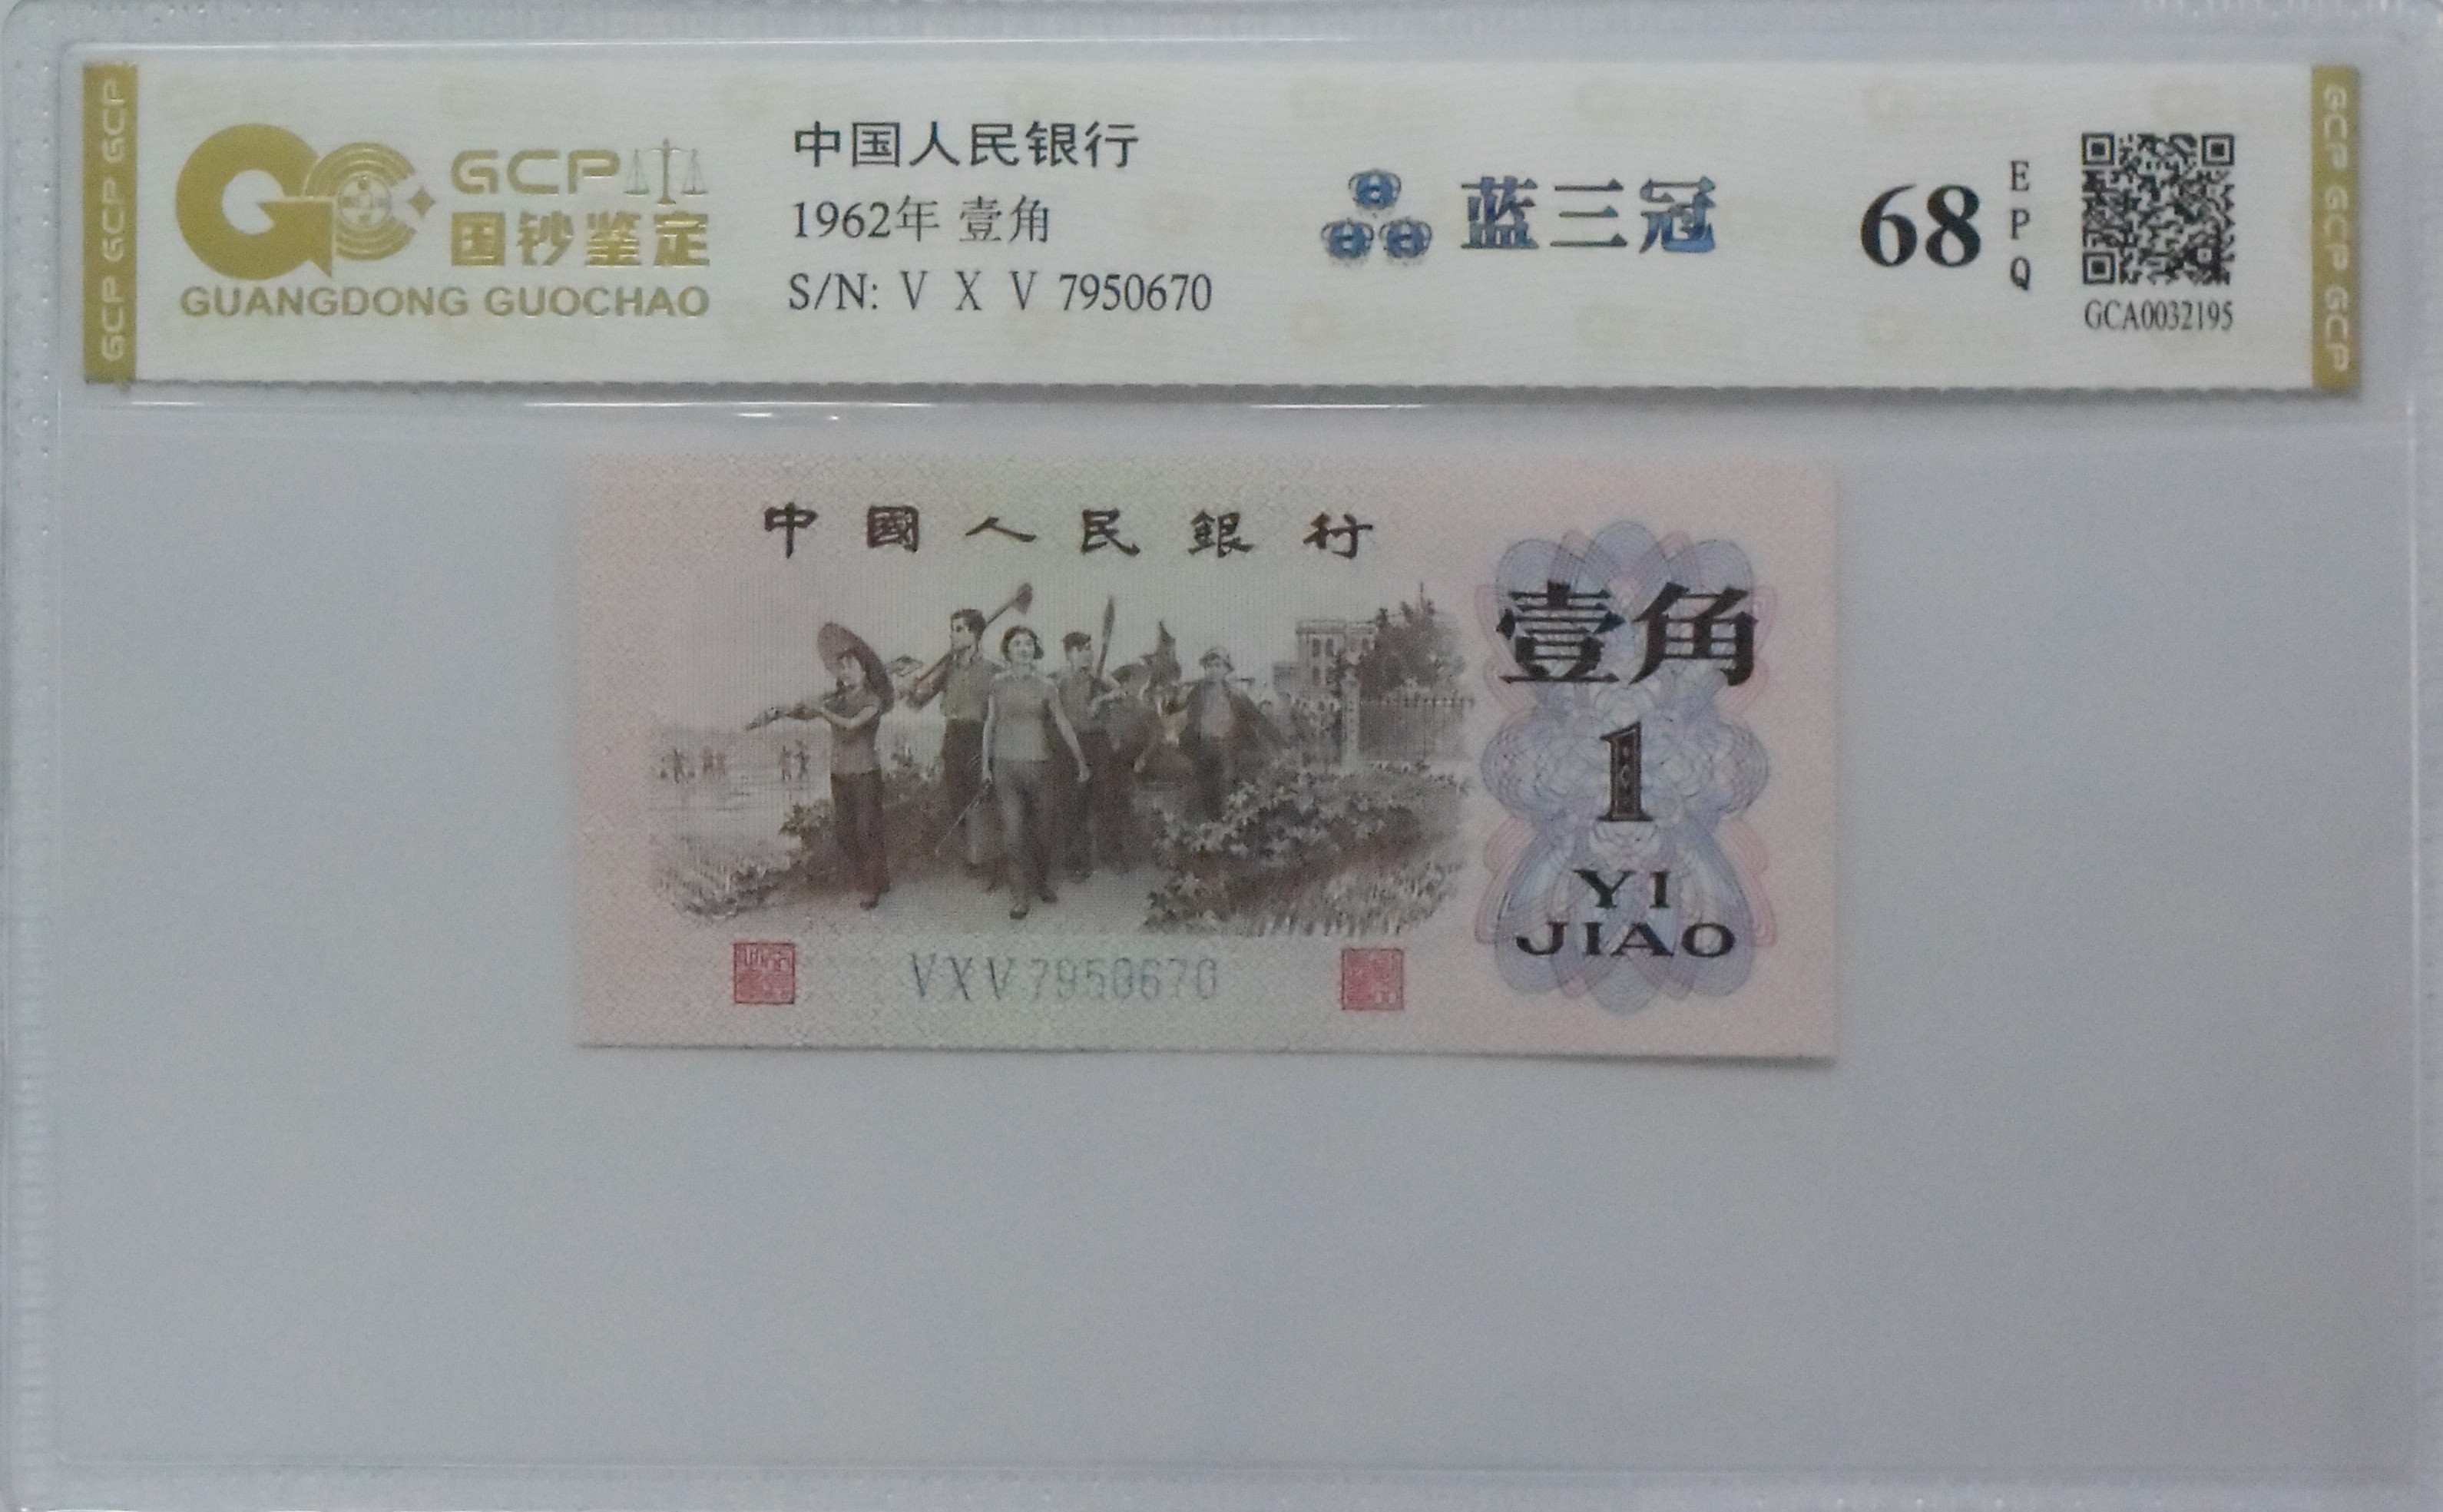 GCP GCP GCP
GCP
国钞鉴定
GUANGDONG GUOCHAO
中国人民银行
1962年 壹角
S/N: V X V 7950670
蓝三冠
68
E
P
Q
GCA0032195
GCP GCP GCP
中國人民銀行
壹角
1
YI
JIAO
V X V 7950670